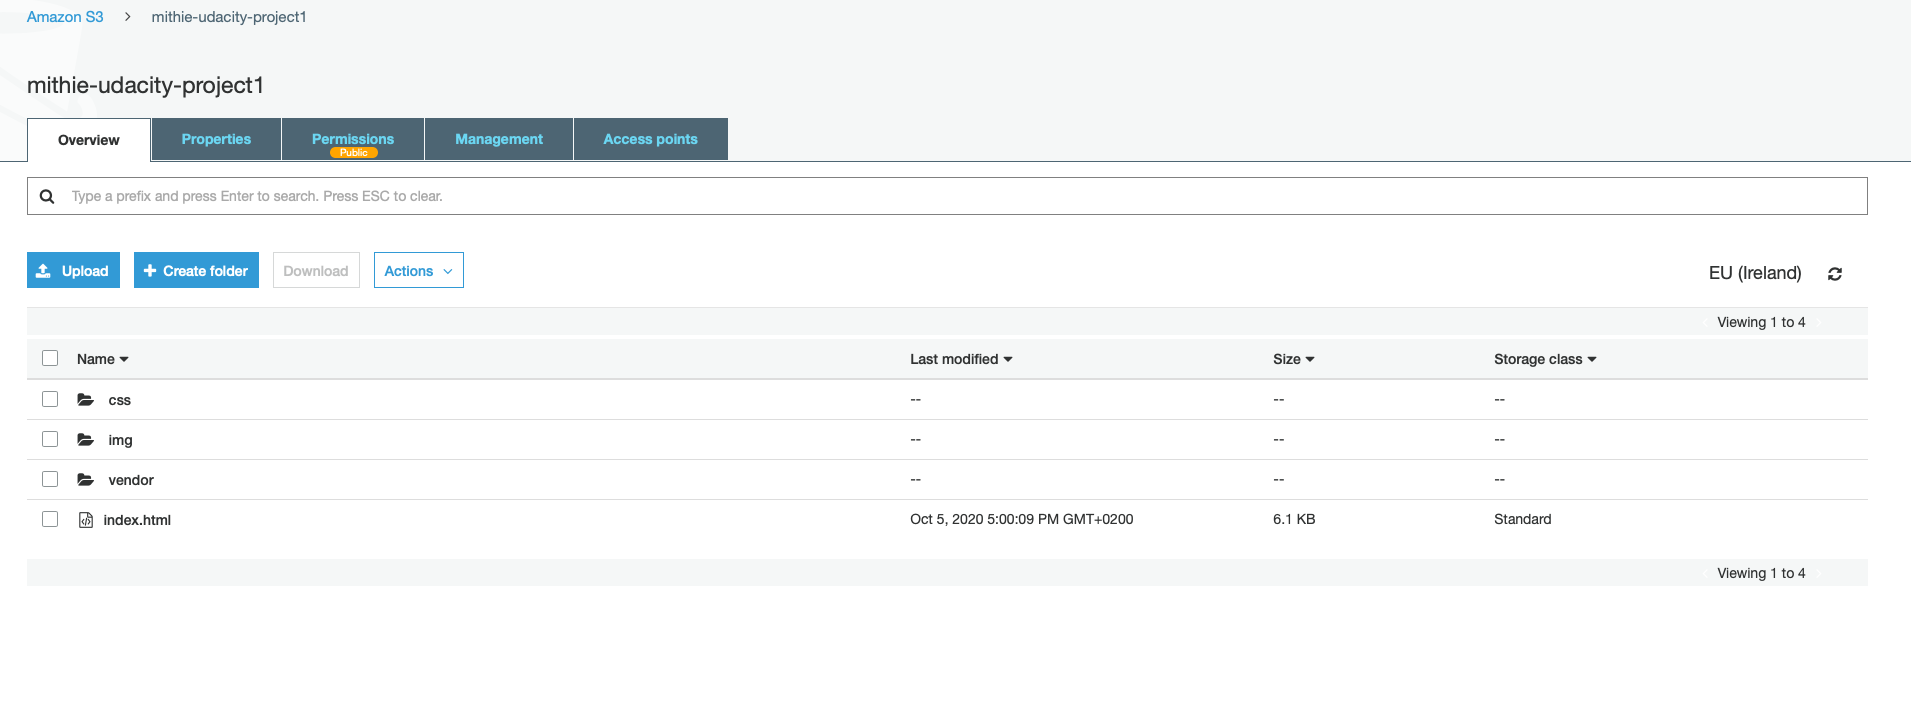 Amazon S3 > mithie-udacity-project1
mithie-udacity-project1
Overview Properties Permissions Management Access points
Public
Type a prefix and press Enter to search. Press ESC to clear.
Upload Create folder Download Actions EU (Ireland)
Viewing 1 to 4
Name Last modified Size Storage class
css -- -- --
img -- -- --
vendor -- -- --
index.html Oct 5, 2020 5:00:09 PM GMT+0200 6.1 KB Standard
Viewing 1 to 4